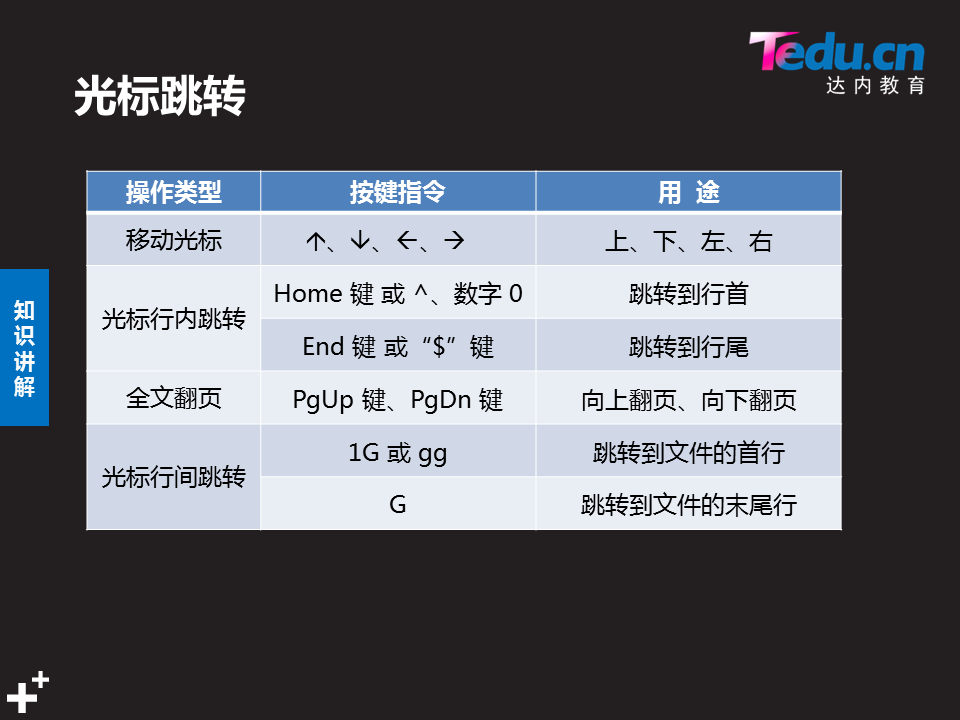 Tedu.cn
达内教育
光标跳转
操作类型 按键指令 用 途
移动光标 ↑、↓、←、→ 上、下、左、右
光标行内跳转 Home 键 或 ^、数字 0 跳转到行首
End 键 或“$”键 跳转到行尾
全文翻页 PgUp 键、PgDn 键 向上翻页、向下翻页
光标行间跳转 1G 或 gg 跳转到文件的首行
G 跳转到文件的末尾行
知
识
讲
解